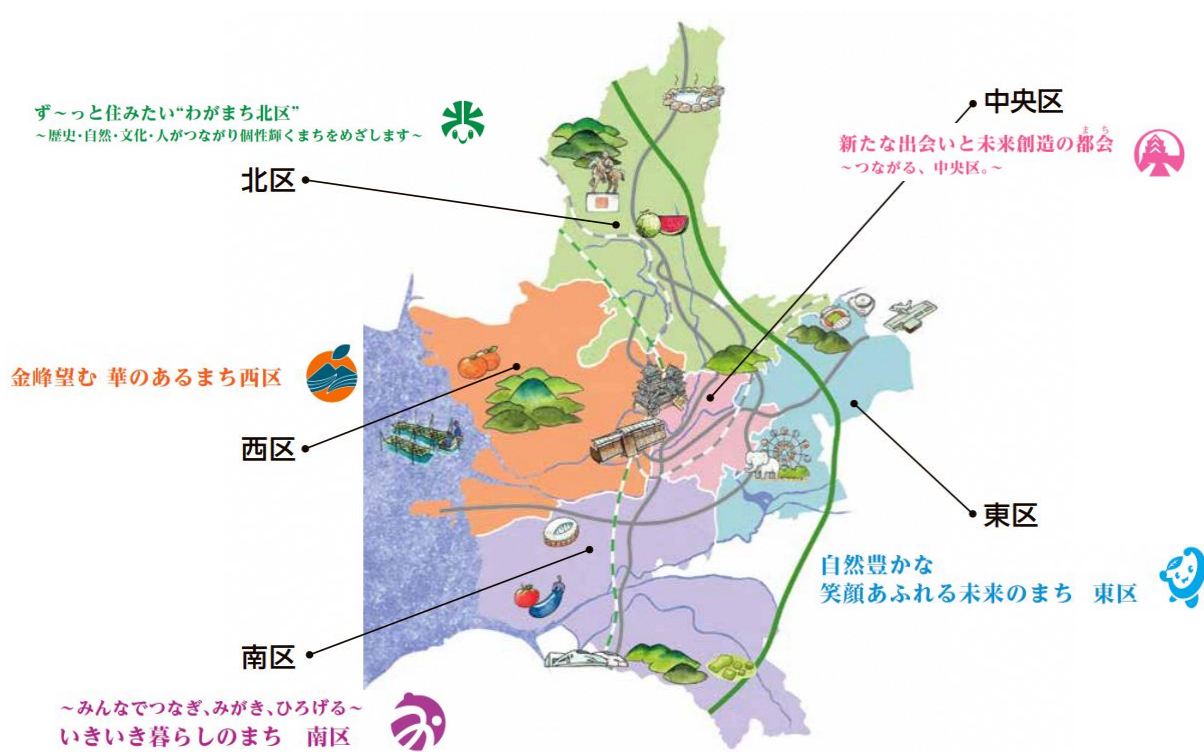 ず～っと住みたい“わがまち北区”
～歴史・自然・文化・人がつながり個性輝くまちをめざします～
北区
中央区
新たな出会いと未来創造の都会
まち
～つながる、中央区。～
金峰望む 華のあるまち西区
西区
東区
自然豊かな
笑顔あふれる未来のまち　東区
南区
～みんなでつなぎ、みがき、ひろげる～
いきいき暮らしのまち　南区